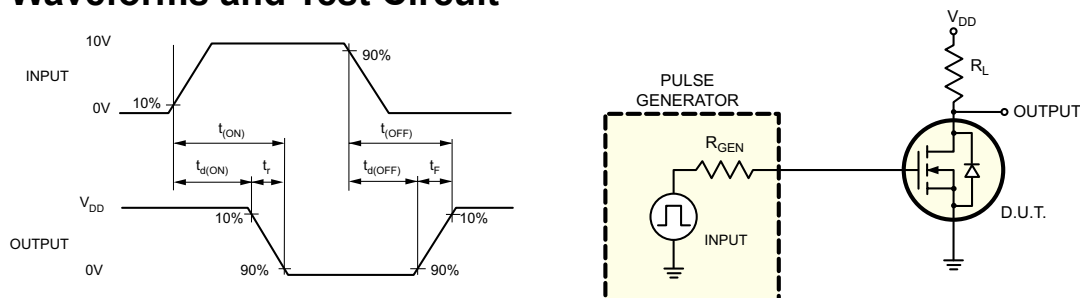 Waveforms and Test Circuit
10V
INPUT
0V
10%
90%
t(ON)
t(OFF)
td(ON)
tr
td(OFF)
tF
VDD
OUTPUT
0V
10%
90%
10%
90%
PULSE
GENERATOR
RGEN
INPUT
VDD
RL
OUTPUT
D.U.T.